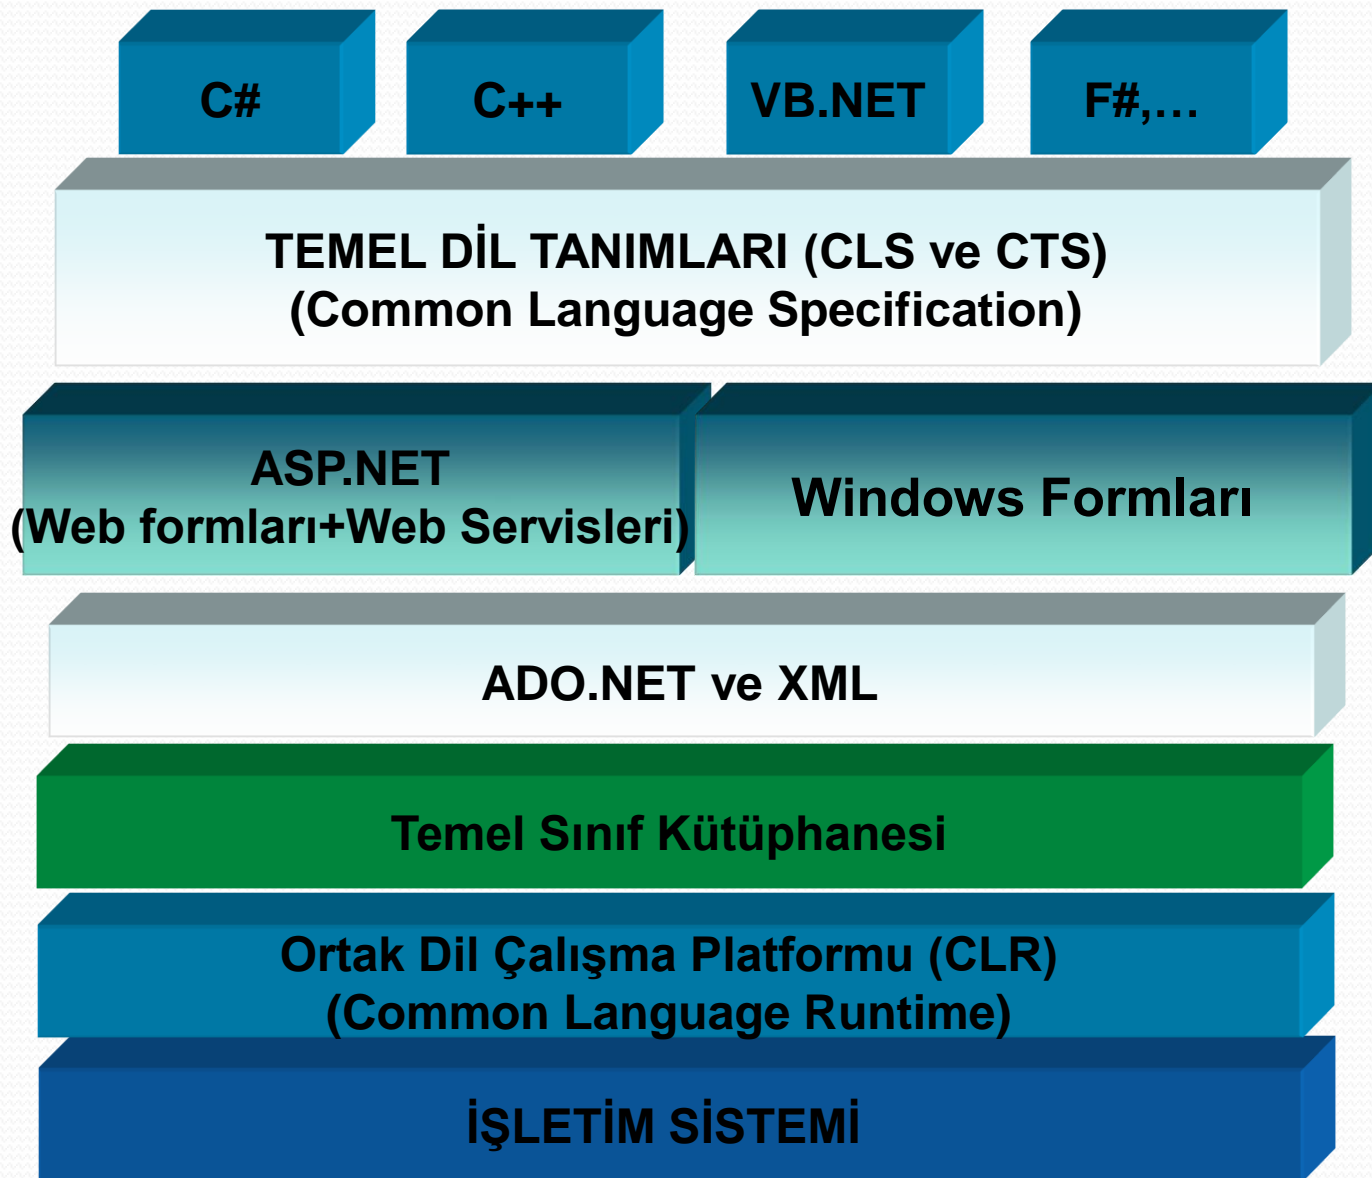 C#
C++
VB.NET
F#,...
TEMEL DİL TANIMLARI (CLS ve CTS)
(Common Language Specification)
ASP.NET
(Web formları+Web Servisleri)
Windows Formları
ADO.NET ve XML
Temel Sınıf Kütüphanesi
Ortak Dil Çalışma Platformu (CLR)
(Common Language Runtime)
İŞLETİM SİSTEMİ